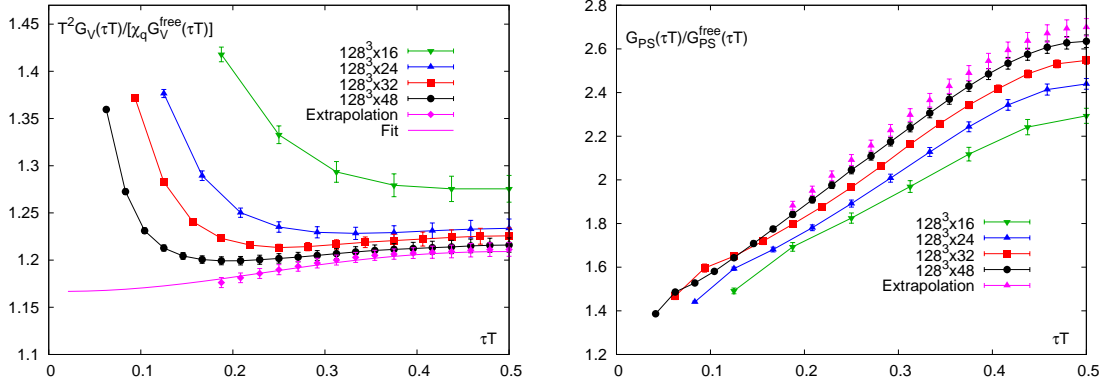 T²G_V(τT)/[χ_qG_V^free(τT)]
128³x16
128³x24
128³x32
128³x48
Extrapolation
Fit
1.45
1.4
1.35
1.3
1.25
1.2
1.15
1.1
0 0.1 0.2 0.3 0.4 0.5
τT
G_PS(τT)/G_PS^free(τT)
2.8
2.6
2.4
2.2
2
1.8
1.6
1.4
1.2
128³x16
128³x24
128³x32
128³x48
Extrapolation
τT
0 0.1 0.2 0.3 0.4 0.5